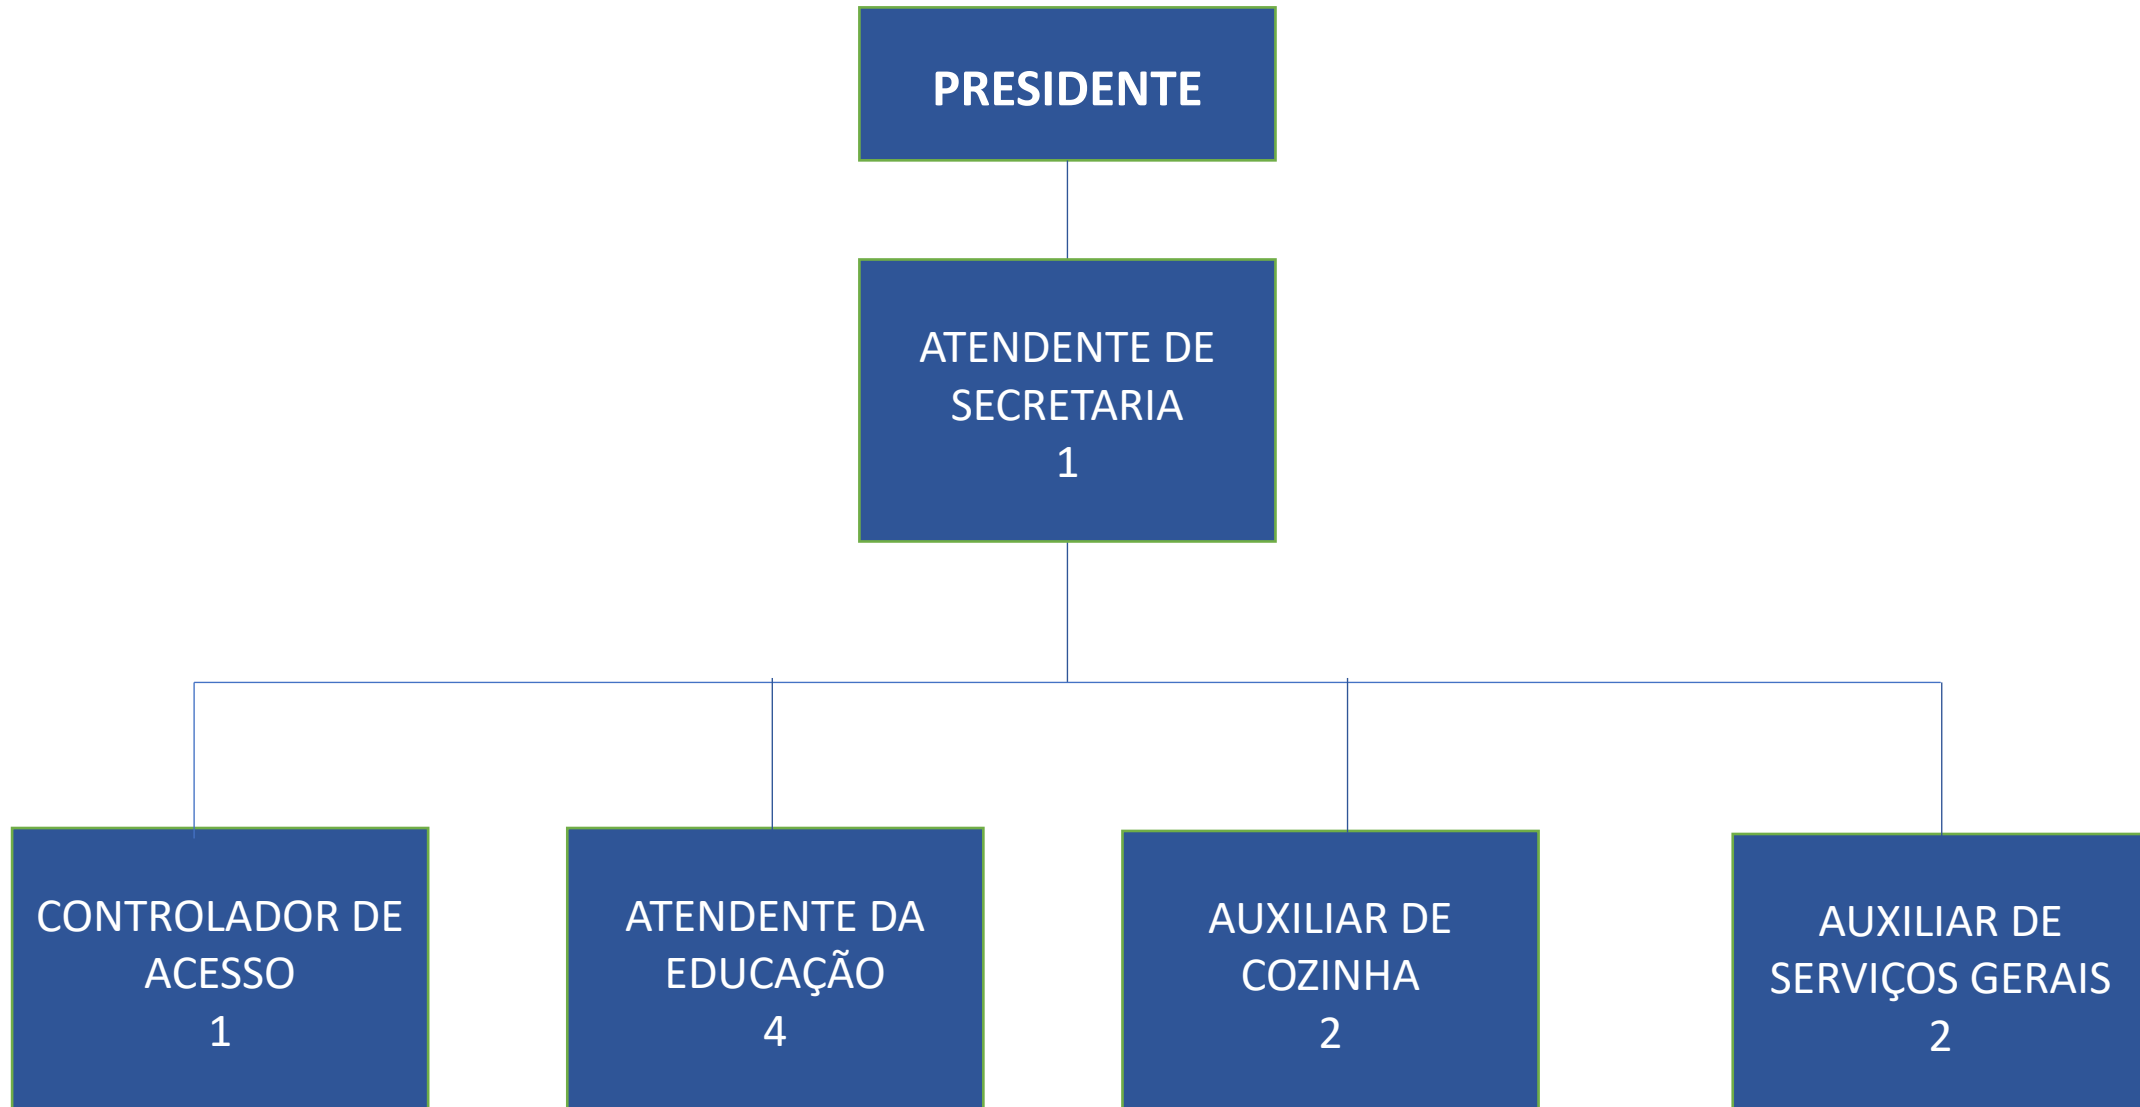 PRESIDENTE
ATENDENTE DE
SECRETARIA
1
CONTROLADOR DE
ACESSO
1
ATENDENTE DA
EDUCAÇÃO
4
AUXILIAR DE
COZINHA
2
AUXILIAR DE
SERVIÇOS GERAIS
2